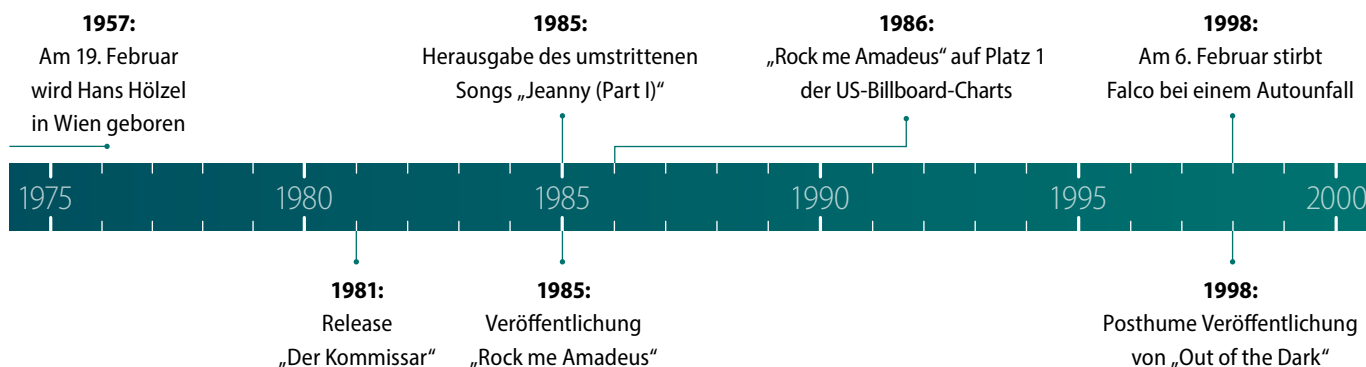 1957:
Am 19. Februar
wird Hans Hölzel
in Wien geboren
1985:
Herausgabe des umstrittenen
Songs „Jeanny (Part I)“
1986:
„Rock me Amadeus“ auf Platz 1
der US-Billboard-Charts
1998:
Am 6. Februar stirbt
Falco bei einem Autounfall
1975 1980 1985 1990 1995 2000
1981:
Release
„Der Kommissar“
1985:
Veröffentlichung
„Rock me Amadeus“
1998:
Posthume Veröffentlichung
von „Out of the Dark“